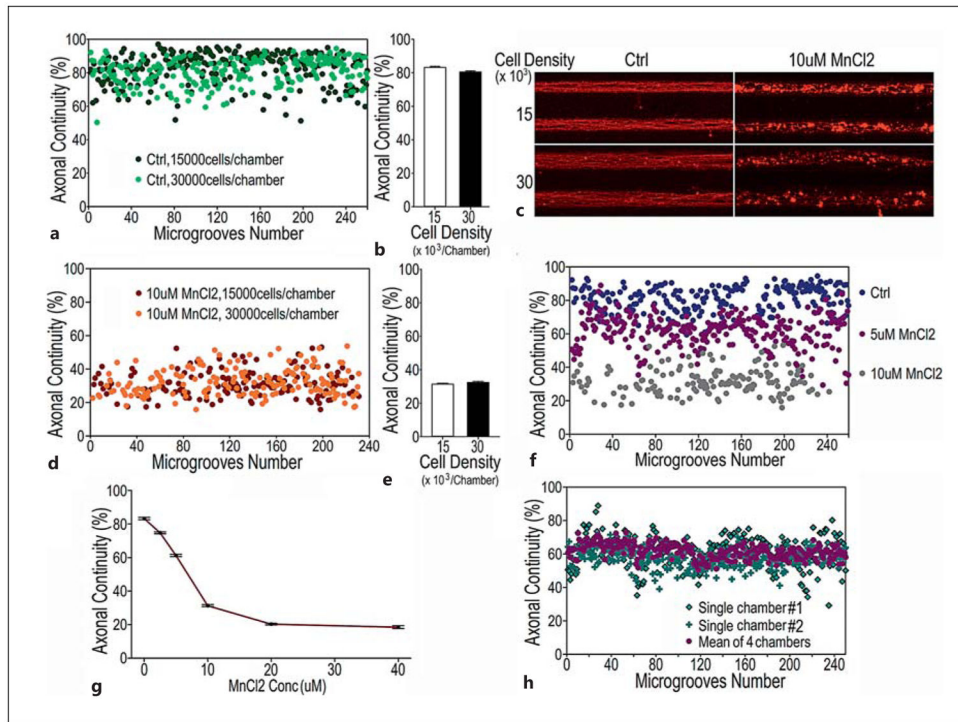 100
80
60
40
20
0
Axonal Continuity (%)
Ctrl,15000cells/chamber
Ctrl,30000cells/chamber
0 40 80 120 160 200 240
Microgrooves Number
a
100
80
60
40
20
0
Axonal Continuity (%)
15 30
Cell Density
(x 10³/Chamber)
b
Cell Density
(x 10³)
Ctrl
10uM MnCl2
15
30
c
100
80
60
40
20
0
Axonal Continuity (%)
10uM MnCl2,15000cells/chamber
10uM MnCl2, 30000cells/chamber
0 40 80 120 160 200 240
Microgrooves Number
d
100
80
60
40
20
0
Axonal Continuity (%)
15 30
Cell Density
(x 10³/Chamber)
e
100
80
60
40
20
0
Axonal Continuity (%)
Ctrl
5uM MnCl2
10uM MnCl2
0 40 80 120 160 200 240
Microgrooves Number
f
100
80
60
40
20
0
Axonal Continuity (%)
0 10 20 30 40
MnCl2 Conc(uM)
g
100
80
60
40
20
0
Axonal Continuity (%)
Single chamber#1
Single chamber#2
Mean of 4 chambers
0 40 80 120 160 200 240
Microgrooves Number
h